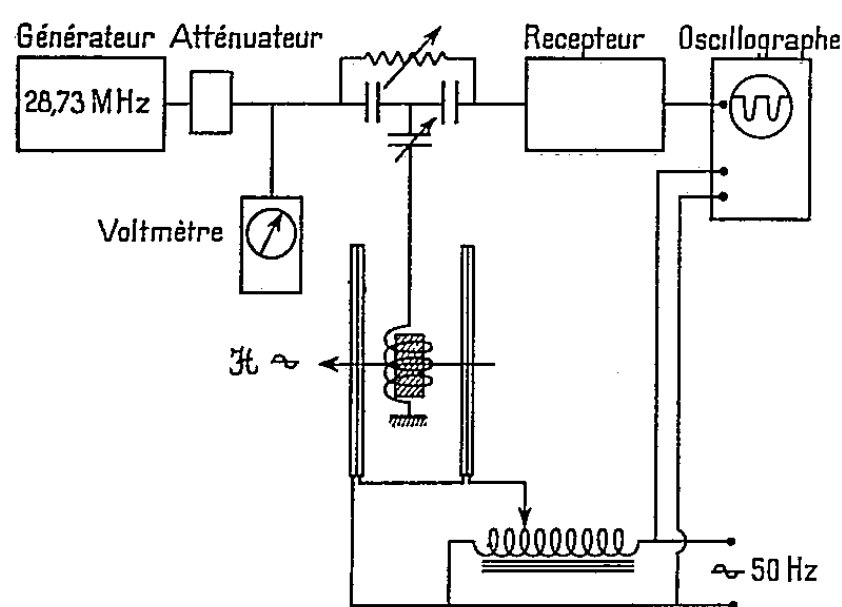 Générateur
Atténuateur
Recepteur
Oscillographe
28,73 MHz
Voltmètre
ℋ ~
~ 50 Hz